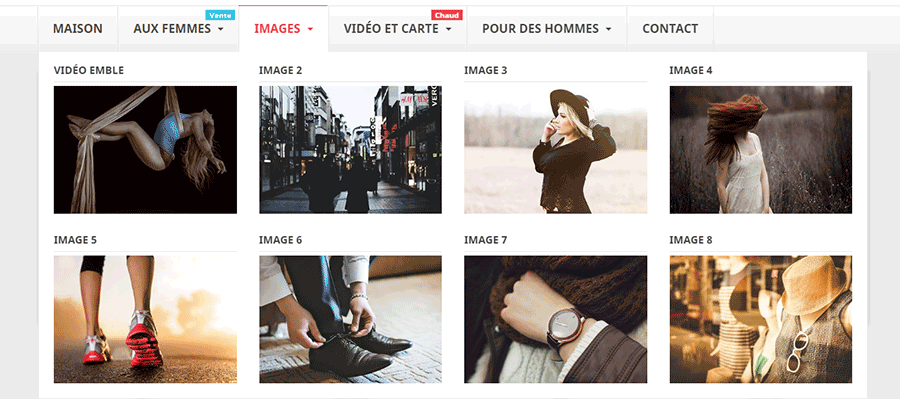 Vente
Chaud
MAISON AUX FEMMES IMAGES VIDÉO ET CARTE POUR DES HOMMES CONTACT
VIDÉO EMBLE IMAGE 2 IMAGE 3 IMAGE 4
IMAGE 5 IMAGE 6 IMAGE 7 IMAGE 8